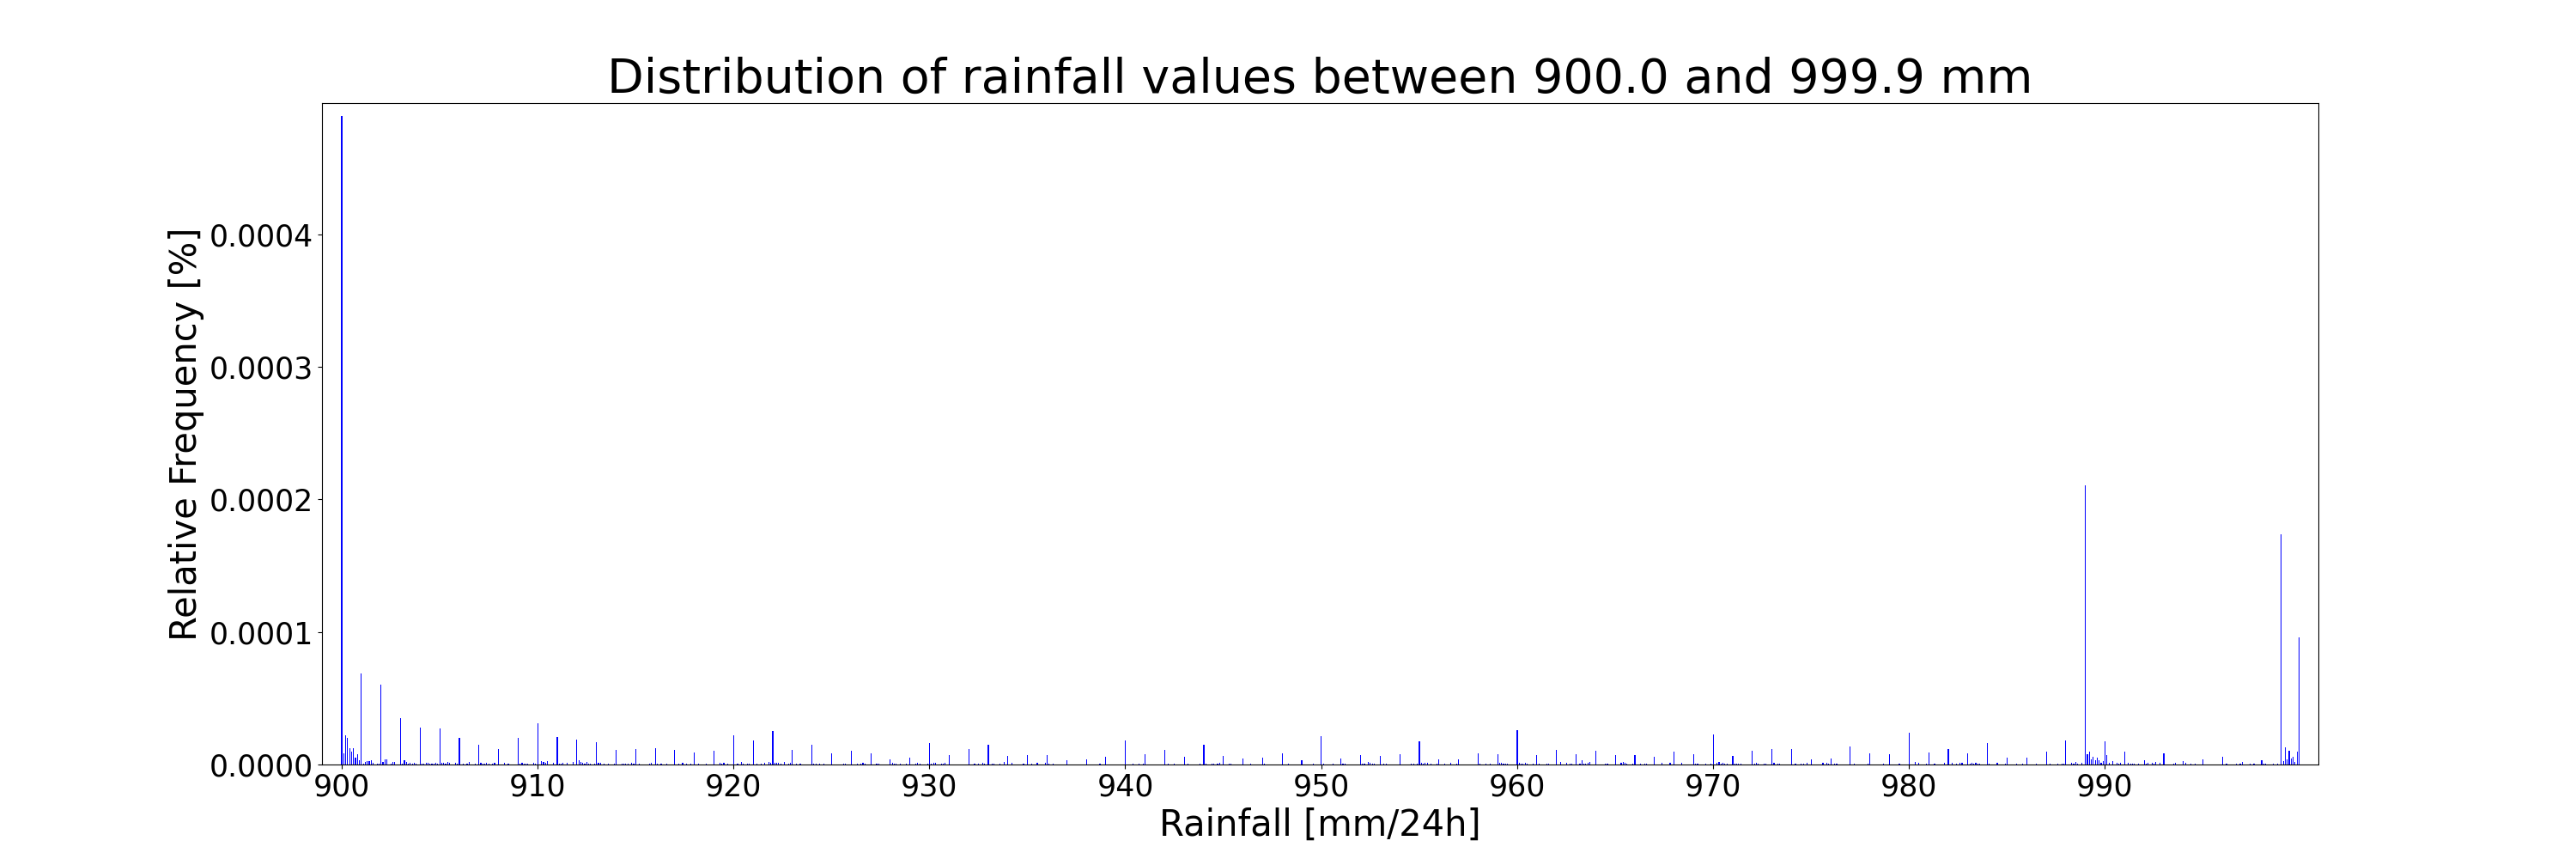 Distribution of rainfall values between 900.0 and 999.9 mm
Relative Frequency [%]
0.0004
0.0003
0.0002
0.0001
0.0000
900 910 920 930 940 950 960 970 980 990
Rainfall [mm/24h]